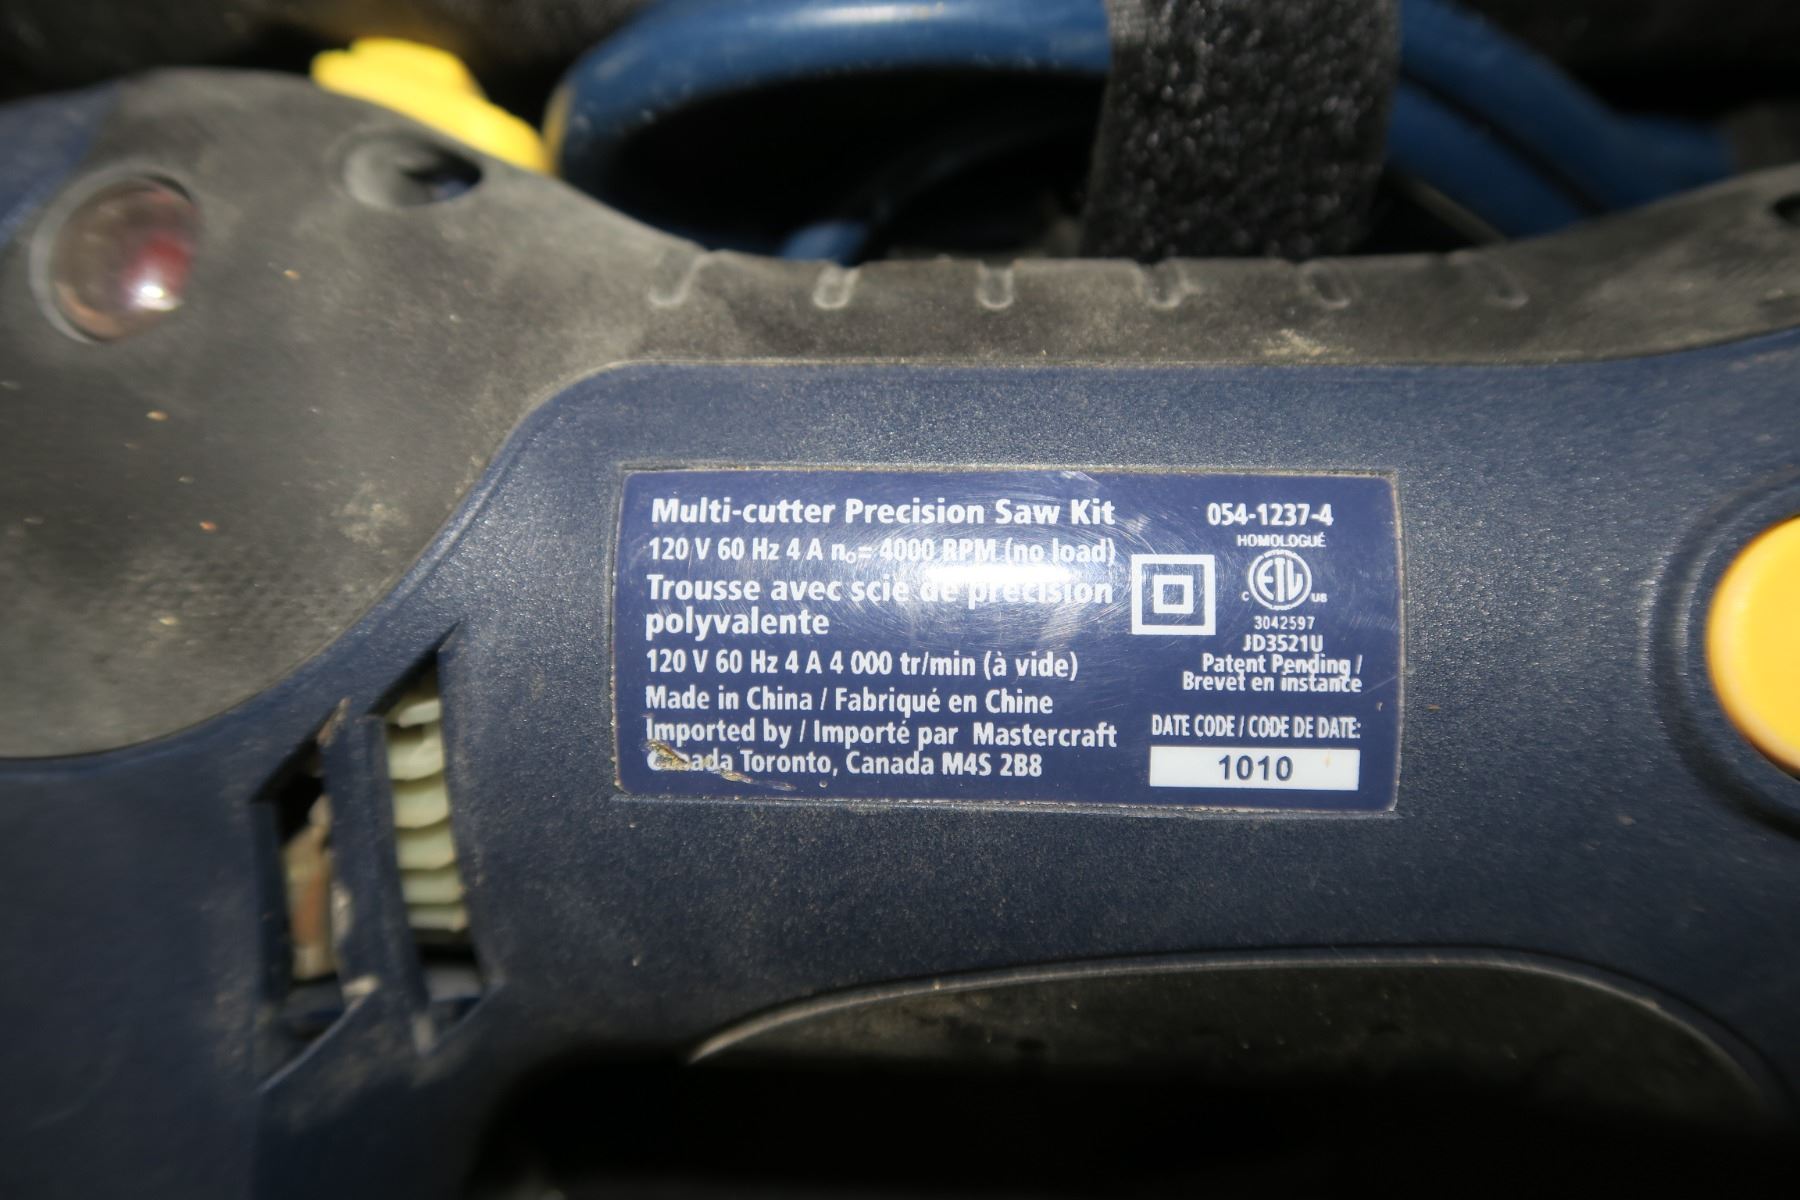 Multi-cutter Precision Saw Kit
120 V 60 Hz 4 A n₀= 4000 RPM (no load)
Trousse avec scie de précision
polyvalente
120 V 60 Hz 4 A 4 000 tr/min (à vide)
Made in China / Fabriqué en Chine
Imported by / Importé par Mastercraft
Canada Toronto, Canada M4S 2B8
054-1237-4
HOMOLOGUÉ
C ETL US
3042597
JD3521U
Patent Pending /
Brevet en instance
DATE CODE / CODE DE DATE:
1010